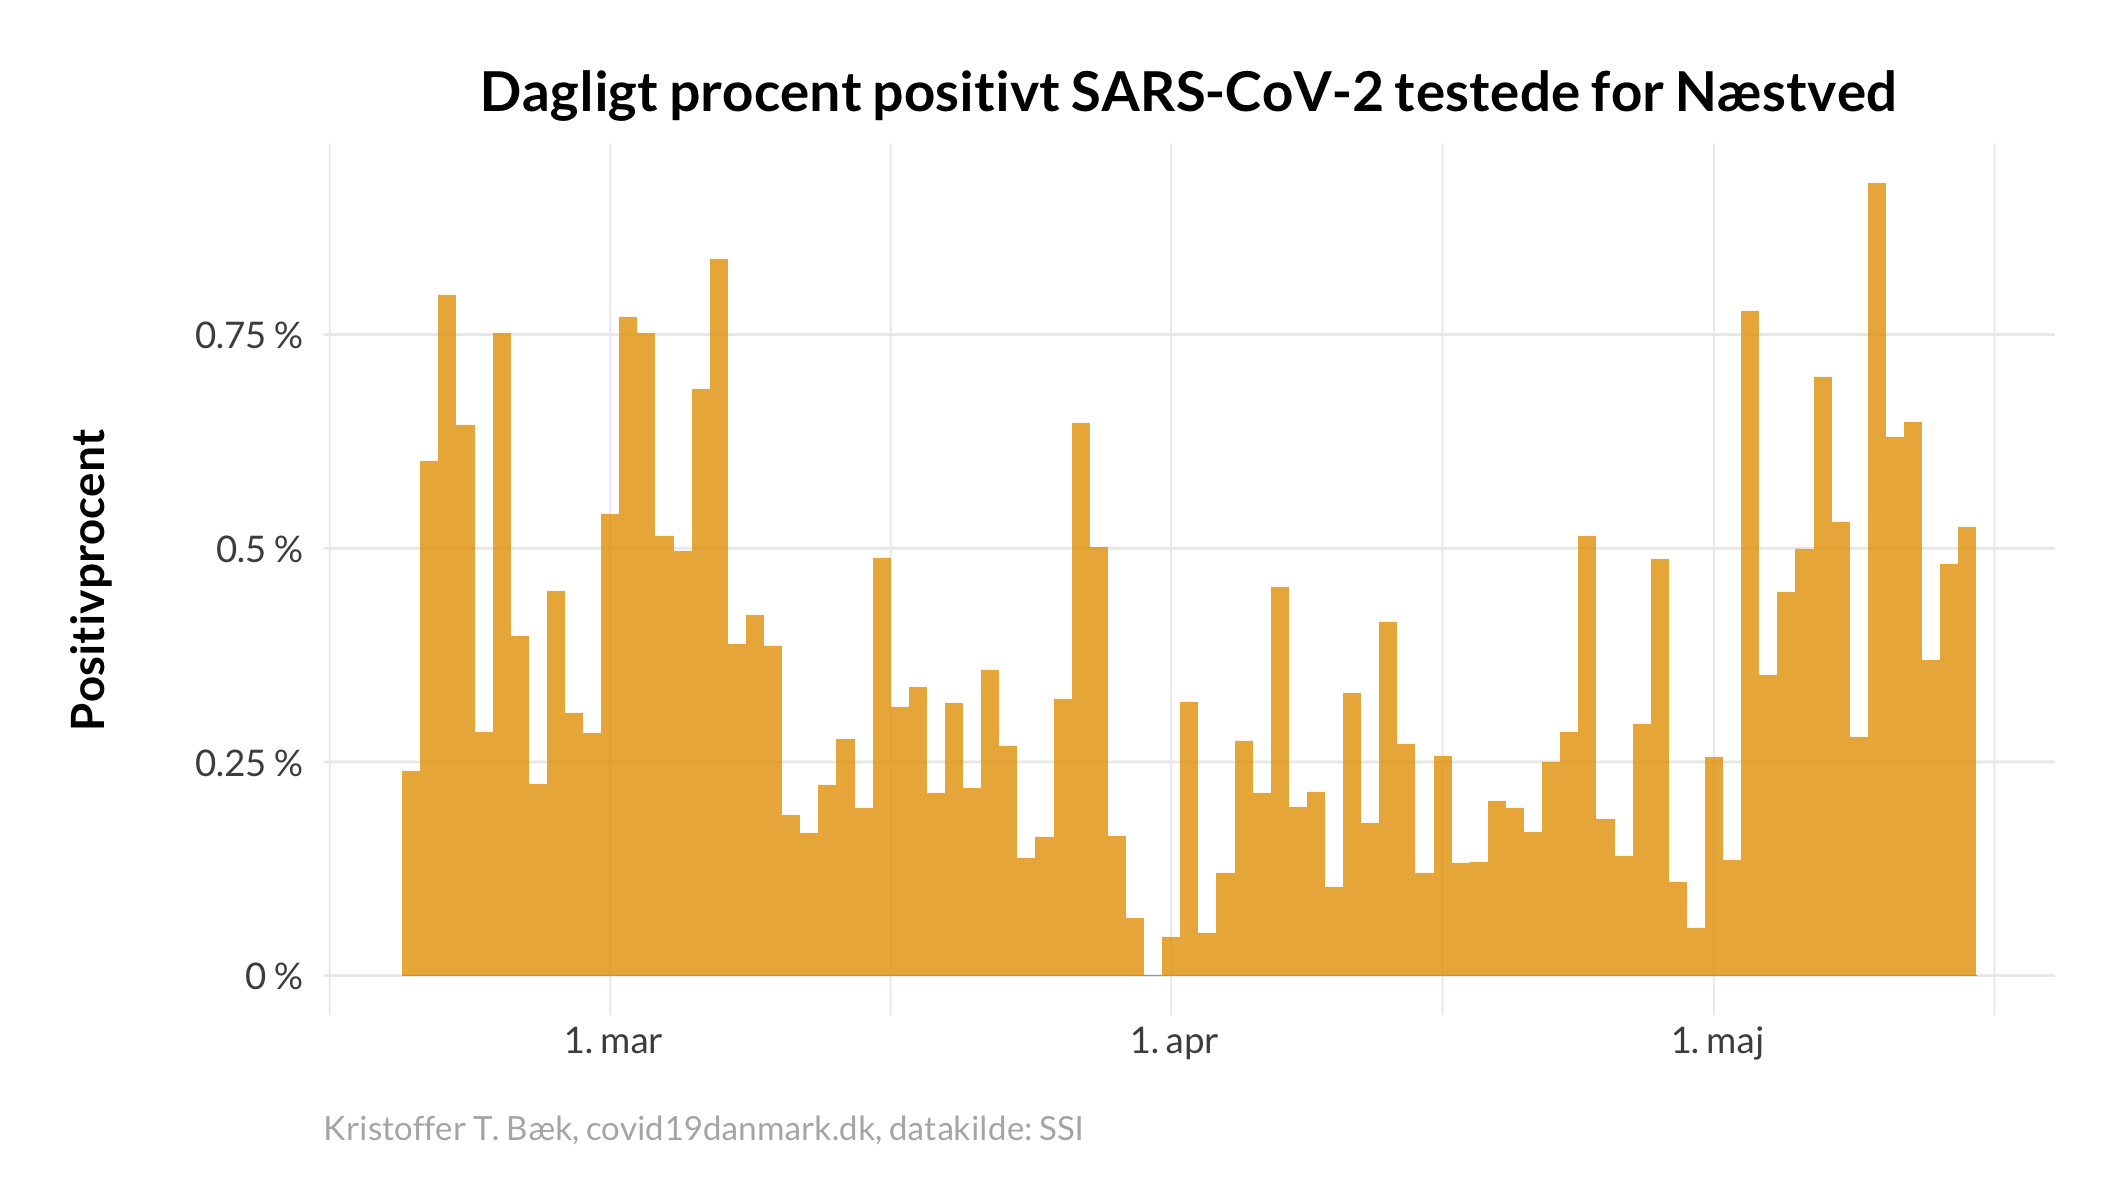 Dagligt procent positivt SARS-CoV-2 testede for Næstved
Positivprocent
0.75 %
0.5 %
0.25 %
0 %
1. mar
1. apr
1. maj
Kristoffer T. Bæk, covid19danmark.dk, datakilde: SSI